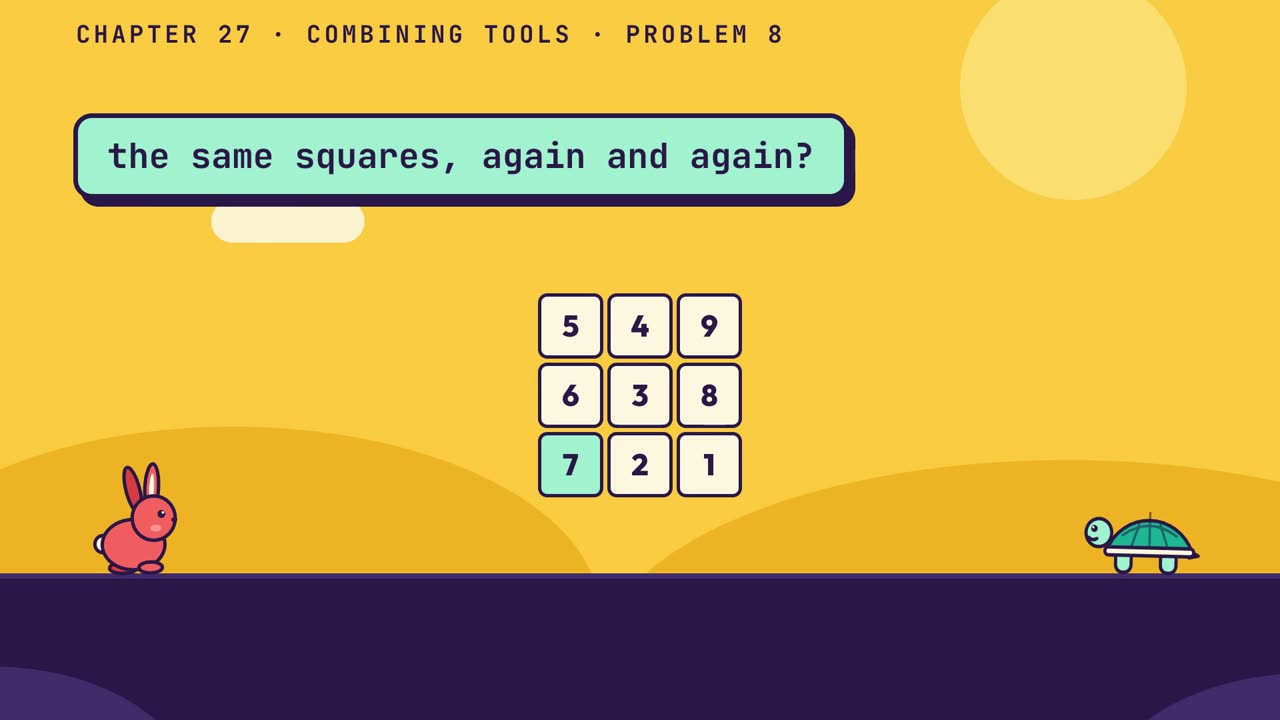 CHAPTER 27 · COMBINING TOOLS · PROBLEM 8
the same squares, again and again?
5 4 9
6 3 8
7 2 1